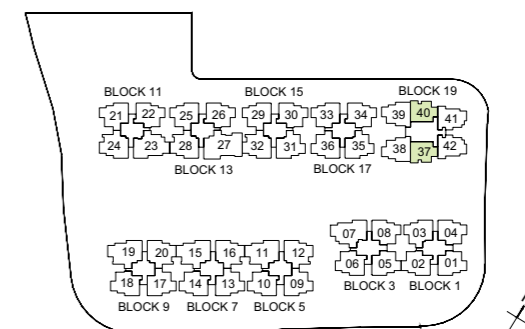 BLOCK 11 BLOCK 15 BLOCK 19
21 22 25 26 29 30 33 34 39 40 41
24 23 28 27 32 31 36 35 38 37 42
BLOCK 13 BLOCK 17
07 08 03 04
19 20 15 16 11 12 06 05 02 01
18 17 14 13 10 09 BLOCK 3 BLOCK 1
BLOCK 9 BLOCK 7 BLOCK 5